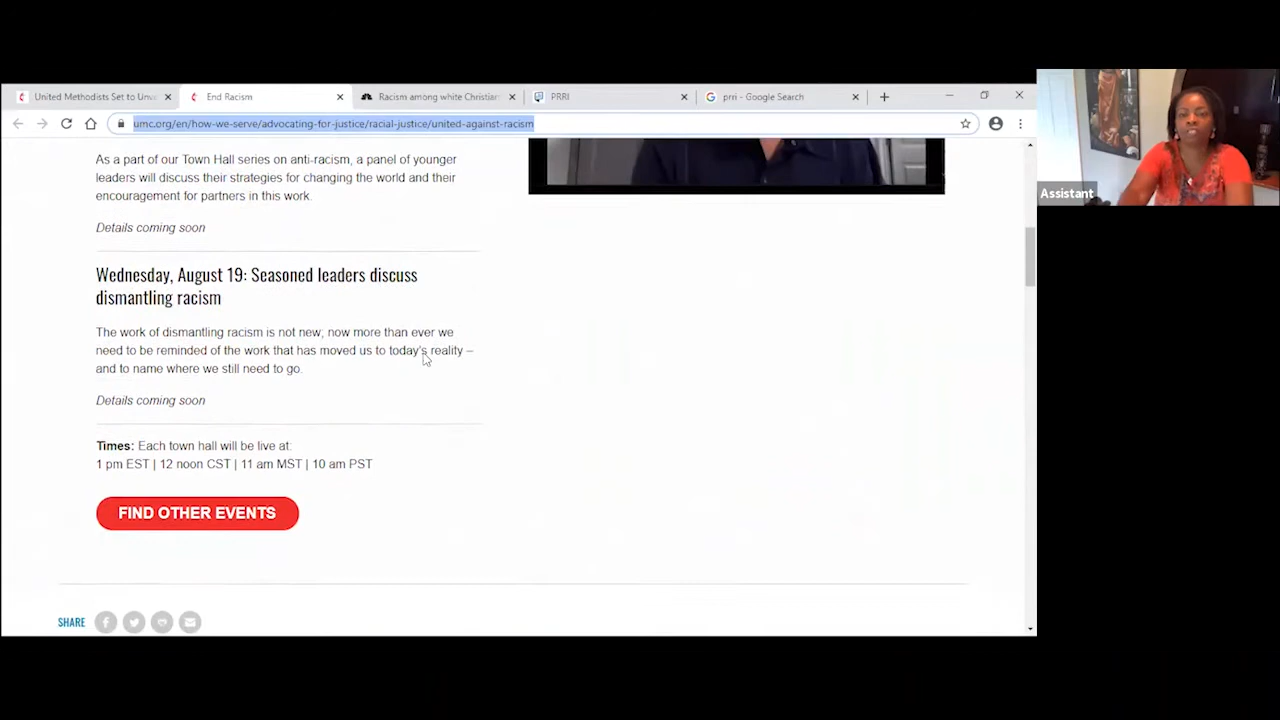 United Methodists Set to Unv
End Racism
Racism among white Christian
PRRI
prri - Google Search
umc.org/en/how-we-serve/advocating-for-justice/racial-justice/united-against-racism
As a part of our Town Hall series on anti-racism, a panel of younger
leaders will discuss their strategies for changing the world and their
encouragement for partners in this work.
Details coming soon
Wednesday, August 19: Seasoned leaders discuss
dismantling racism
The work of dismantling racism is not new; now more than ever we
need to be reminded of the work that has moved us to today's reality –
and to name where we still need to go.
Details coming soon
Times: Each town hall will be live at:
1 pm EST | 12 noon CST | 11 am MST | 10 am PST
FIND OTHER EVENTS
SHARE
Assistant